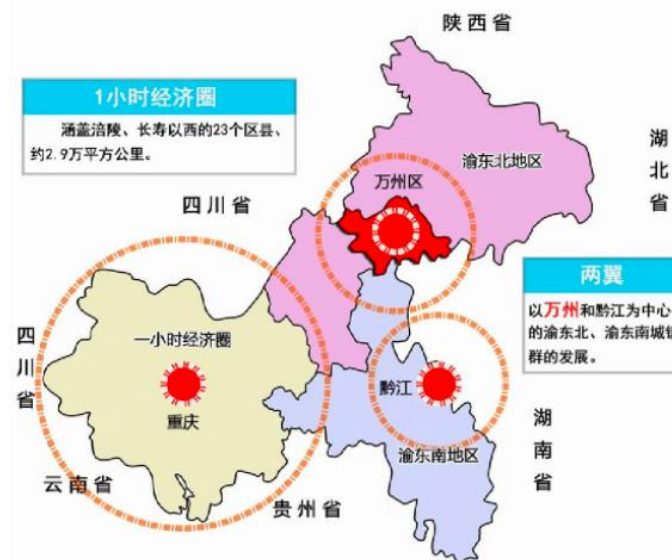 陕西省
1小时经济圈
涵盖涪陵、长寿以西的23个区县、
约2.9万平方公里。
湖北省
渝东北地区
万州区
四川省
两翼
以万州和黔江为中心
的渝东北、渝东南城镇
群的发展。
四川省
一小时经济圈
重庆
黔江
渝东南地区
湖南省
云南省
贵州省